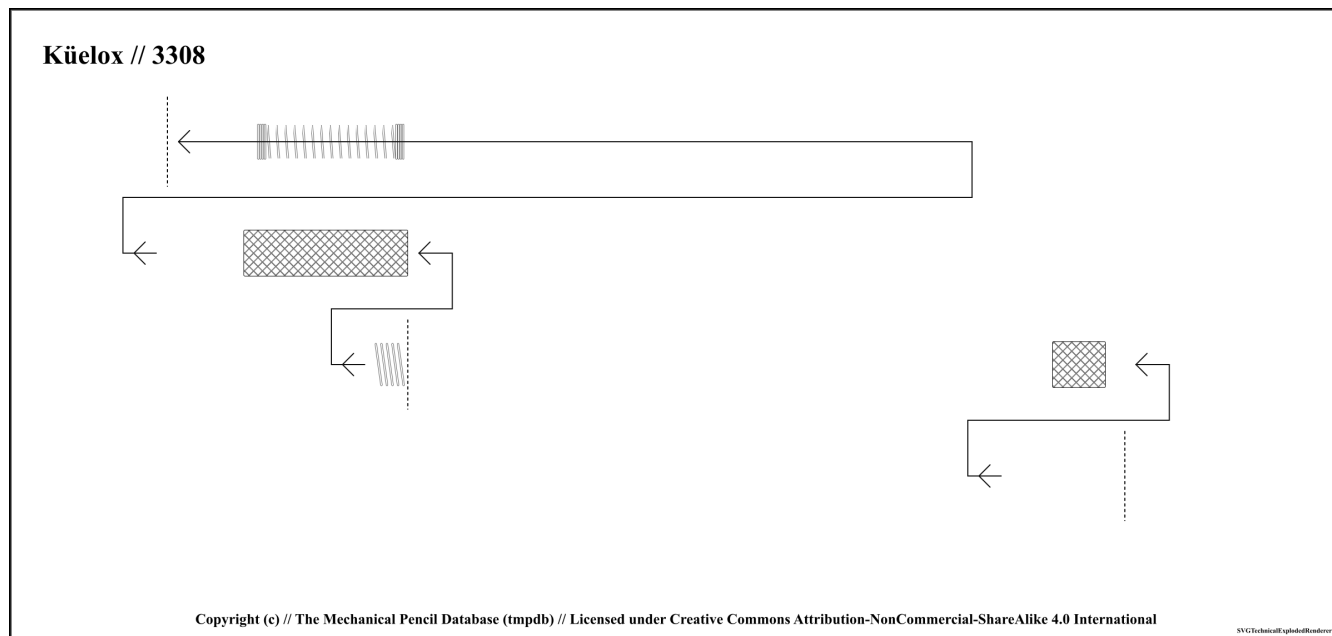 Küelox // 3308
Copyright (c) // The Mechanical Pencil Database (tmpdb) // Licensed under Creative Commons Attribution-NonCommercial-ShareAlike 4.0 International
SVGTechnicalExplodedRenderer